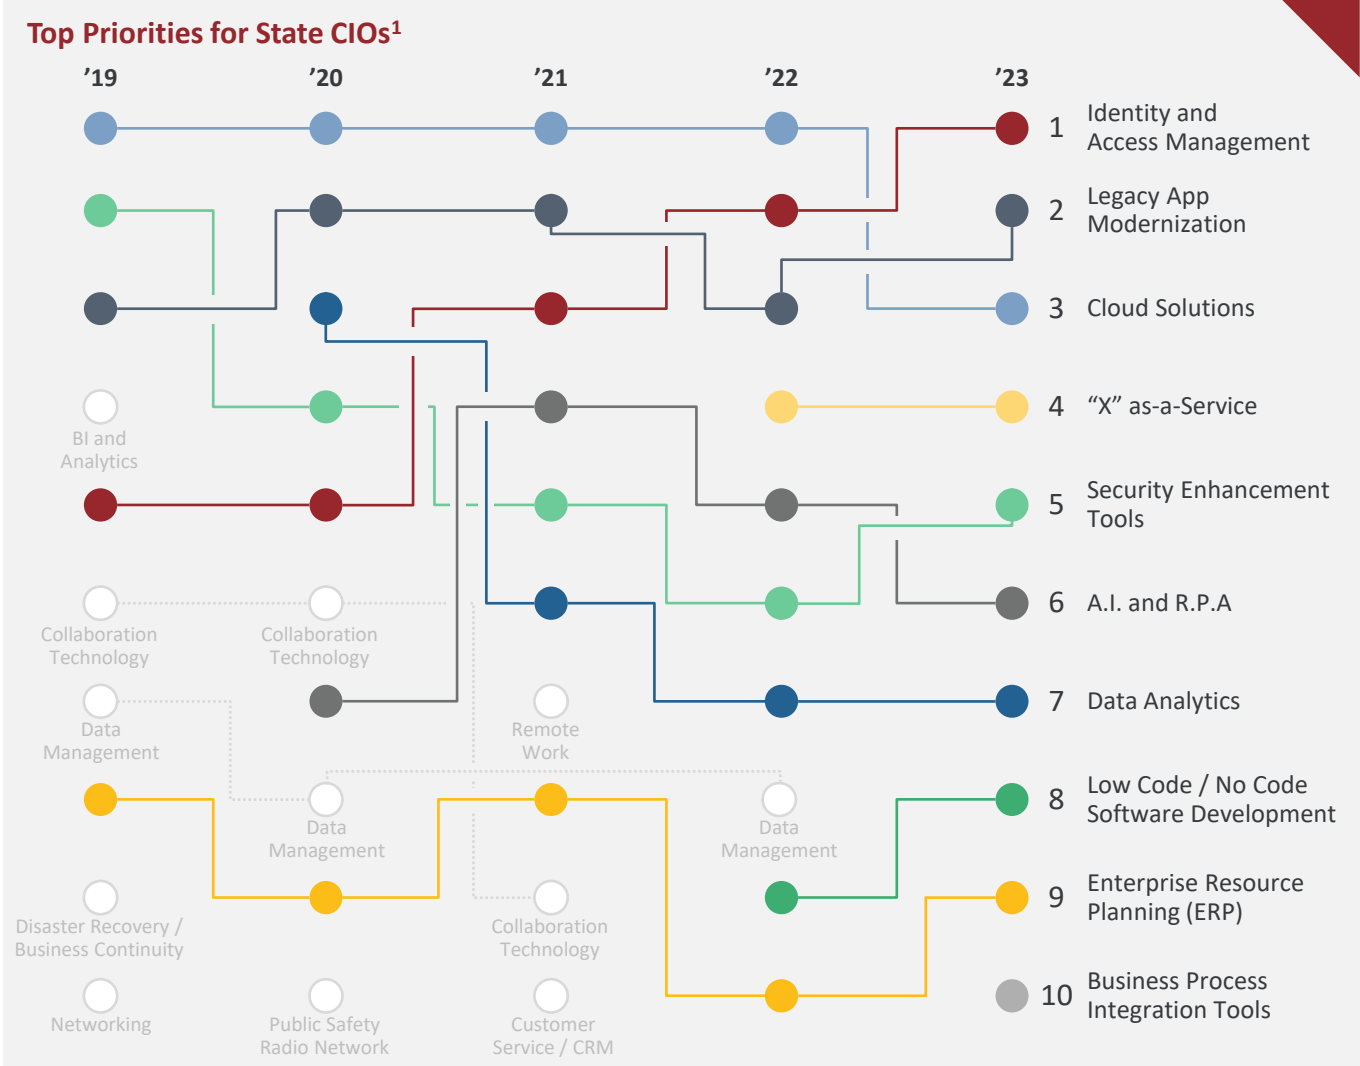 Top Priorities for State CIOs¹
’19 ’20 ’21 ’22 ’23
1 Identity and
Access Management
2 Legacy App
Modernization
3 Cloud Solutions
4 “X” as-a-Service
BI and
Analytics
5 Security Enhancement
Tools
6 A.I. and R.P.A
Collaboration
Technology
Collaboration
Technology
7 Data Analytics
Data
Management
Remote
Work
8 Low Code / No Code
Software Development
Data
Management
Data
Management
9 Enterprise Resource
Planning (ERP)
Disaster Recovery /
Business Continuity
Collaboration
Technology
10 Business Process
Integration Tools
Networking
Public Safety
Radio Network
Customer
Service / CRM